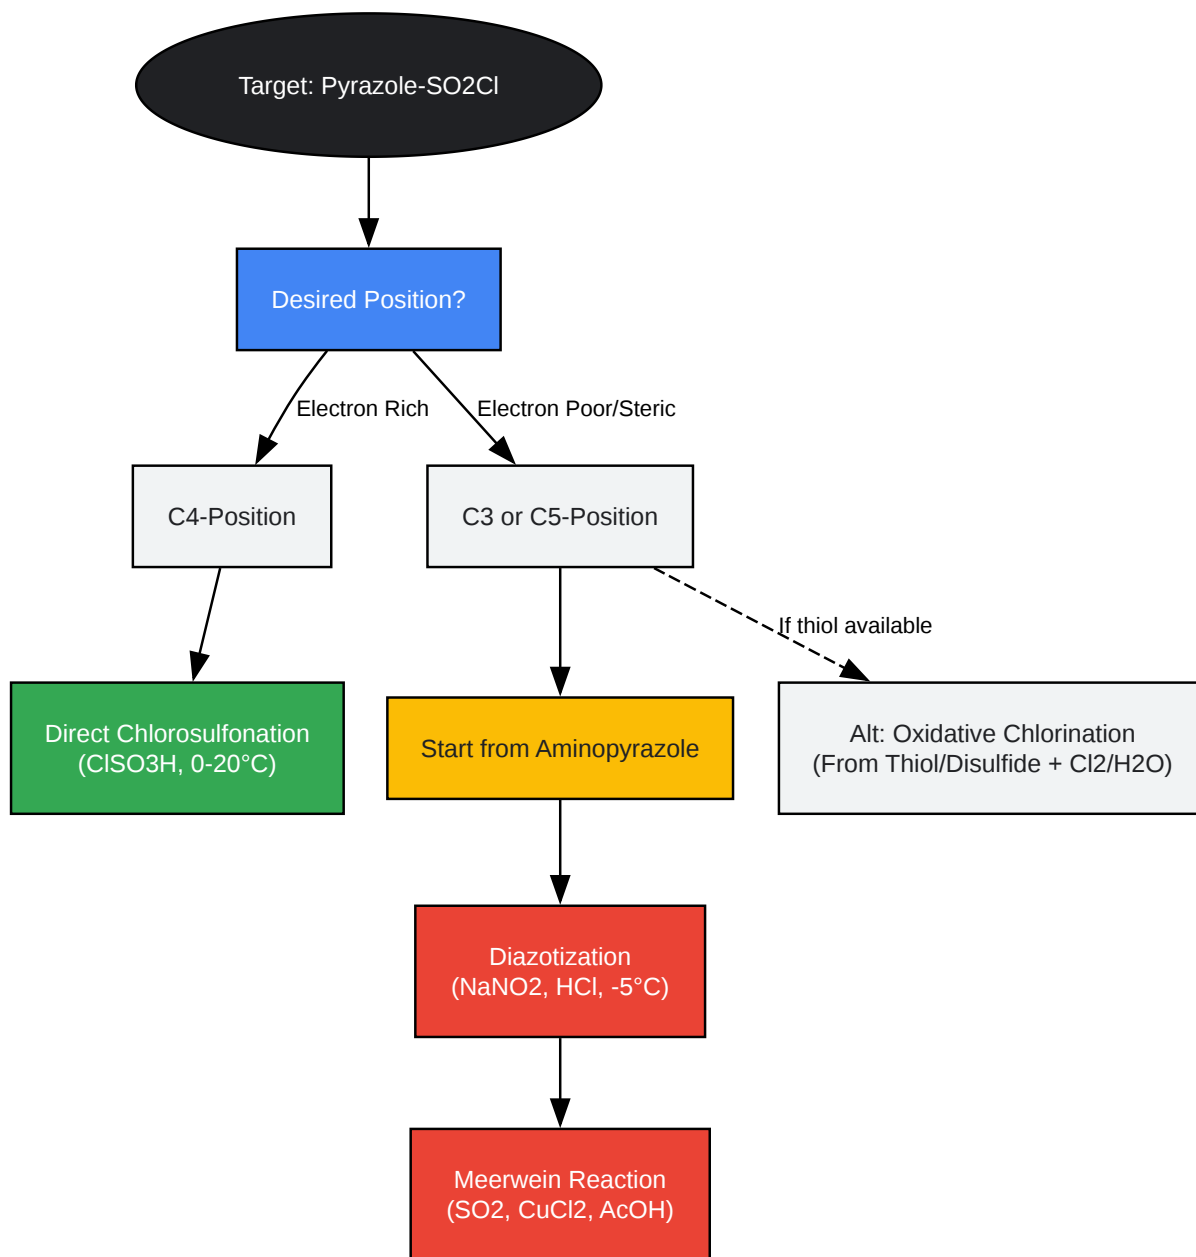 Target: Pyrazole-SO2Cl
Desired Position?
Electron Rich
Electron Poor/Steric
C4-Position
C3 or C5-Position
If thiol available
Direct Chlorosulfonation
(ClSO3H, 0-20°C)
Start from Aminopyrazole
Alt: Oxidative Chlorination
(From Thiol/Disulfide + Cl2/H2O)
Diazotization
(NaNO2, HCl, -5°C)
Meerwein Reaction
(SO2, CuCl2, AcOH)